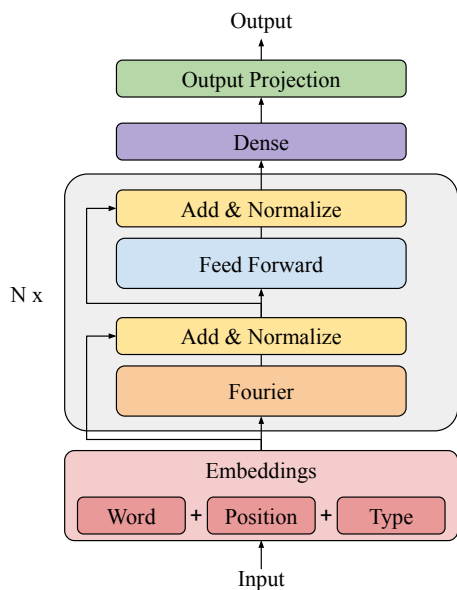 Output
Output Projection
Dense
Add & Normalize
Feed Forward
N x
Add & Normalize
Fourier
Embeddings
Word + Position + Type
Input